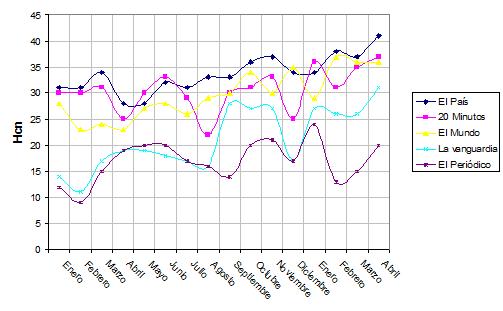 45
40
35
30
25
20
15
10
5
0
Hcn
Enero
Febrero
Marzo
Abril
Mayo
Junio
Julio
Agosto
Septiembre
Octubre
Noviembre
Diciembre
Enero
Febrero
Marzo
Abril
El País
20 Minutos
El Mundo
La vanguardia
El Periódico